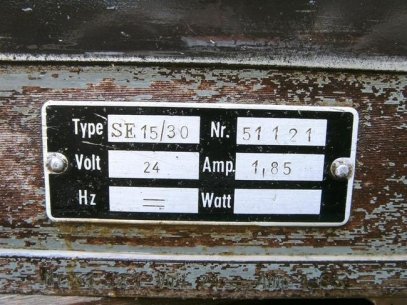 Type SE 15/30 Nr. 51121
Volt 24 Amp. 1,85
Hz ⎓ Watt